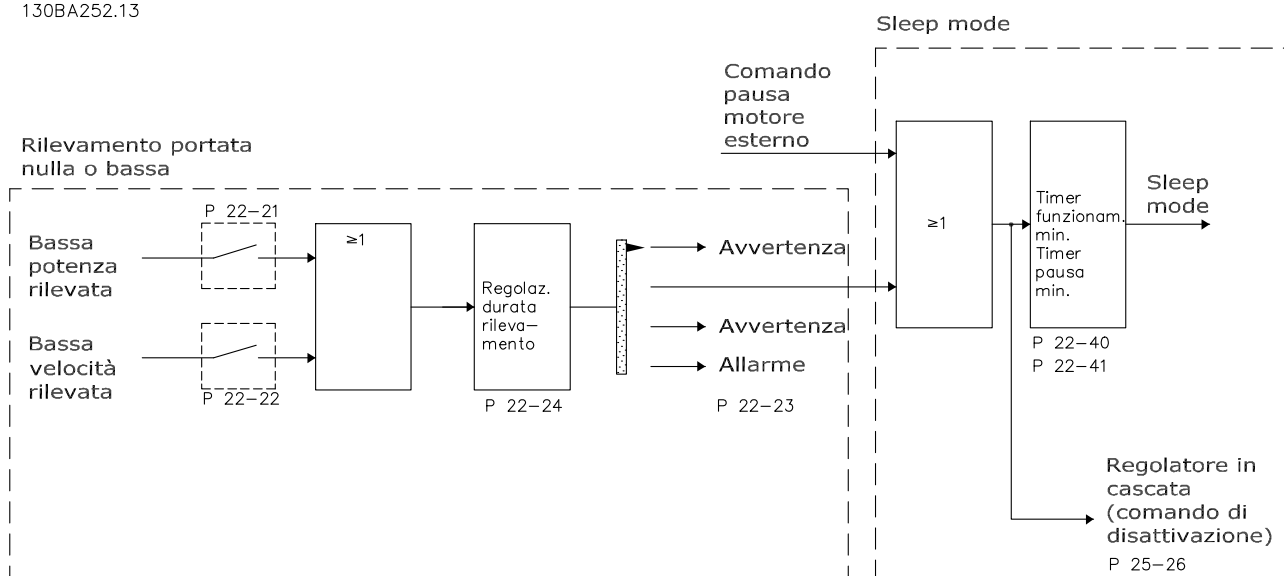 130BA252.13
Sleep mode
Comando
pausa
motore
esterno
Rilevamento portata
nulla o bassa
P 22-21
Bassa
potenza
rilevata
≥1
Regolaz.
durata
rileva-
mento
Avvertenza
Avvertenza
Allarme
Bassa
velocità
rilevata
P 22-22
P 22-24
P 22-23
≥1
Timer
funzionam.
min.
Timer
pausa
min.
Sleep
mode
P 22-40
P 22-41
Regolatore in
cascata
(comando di
disattivazione)
P 25-26